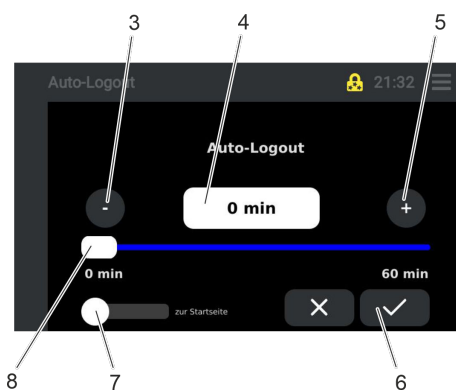 3 4 5
Auto-Logout 21:32
Auto-Logout
- 0 min +
0 min 60 min
zur Startseite
8 7 6